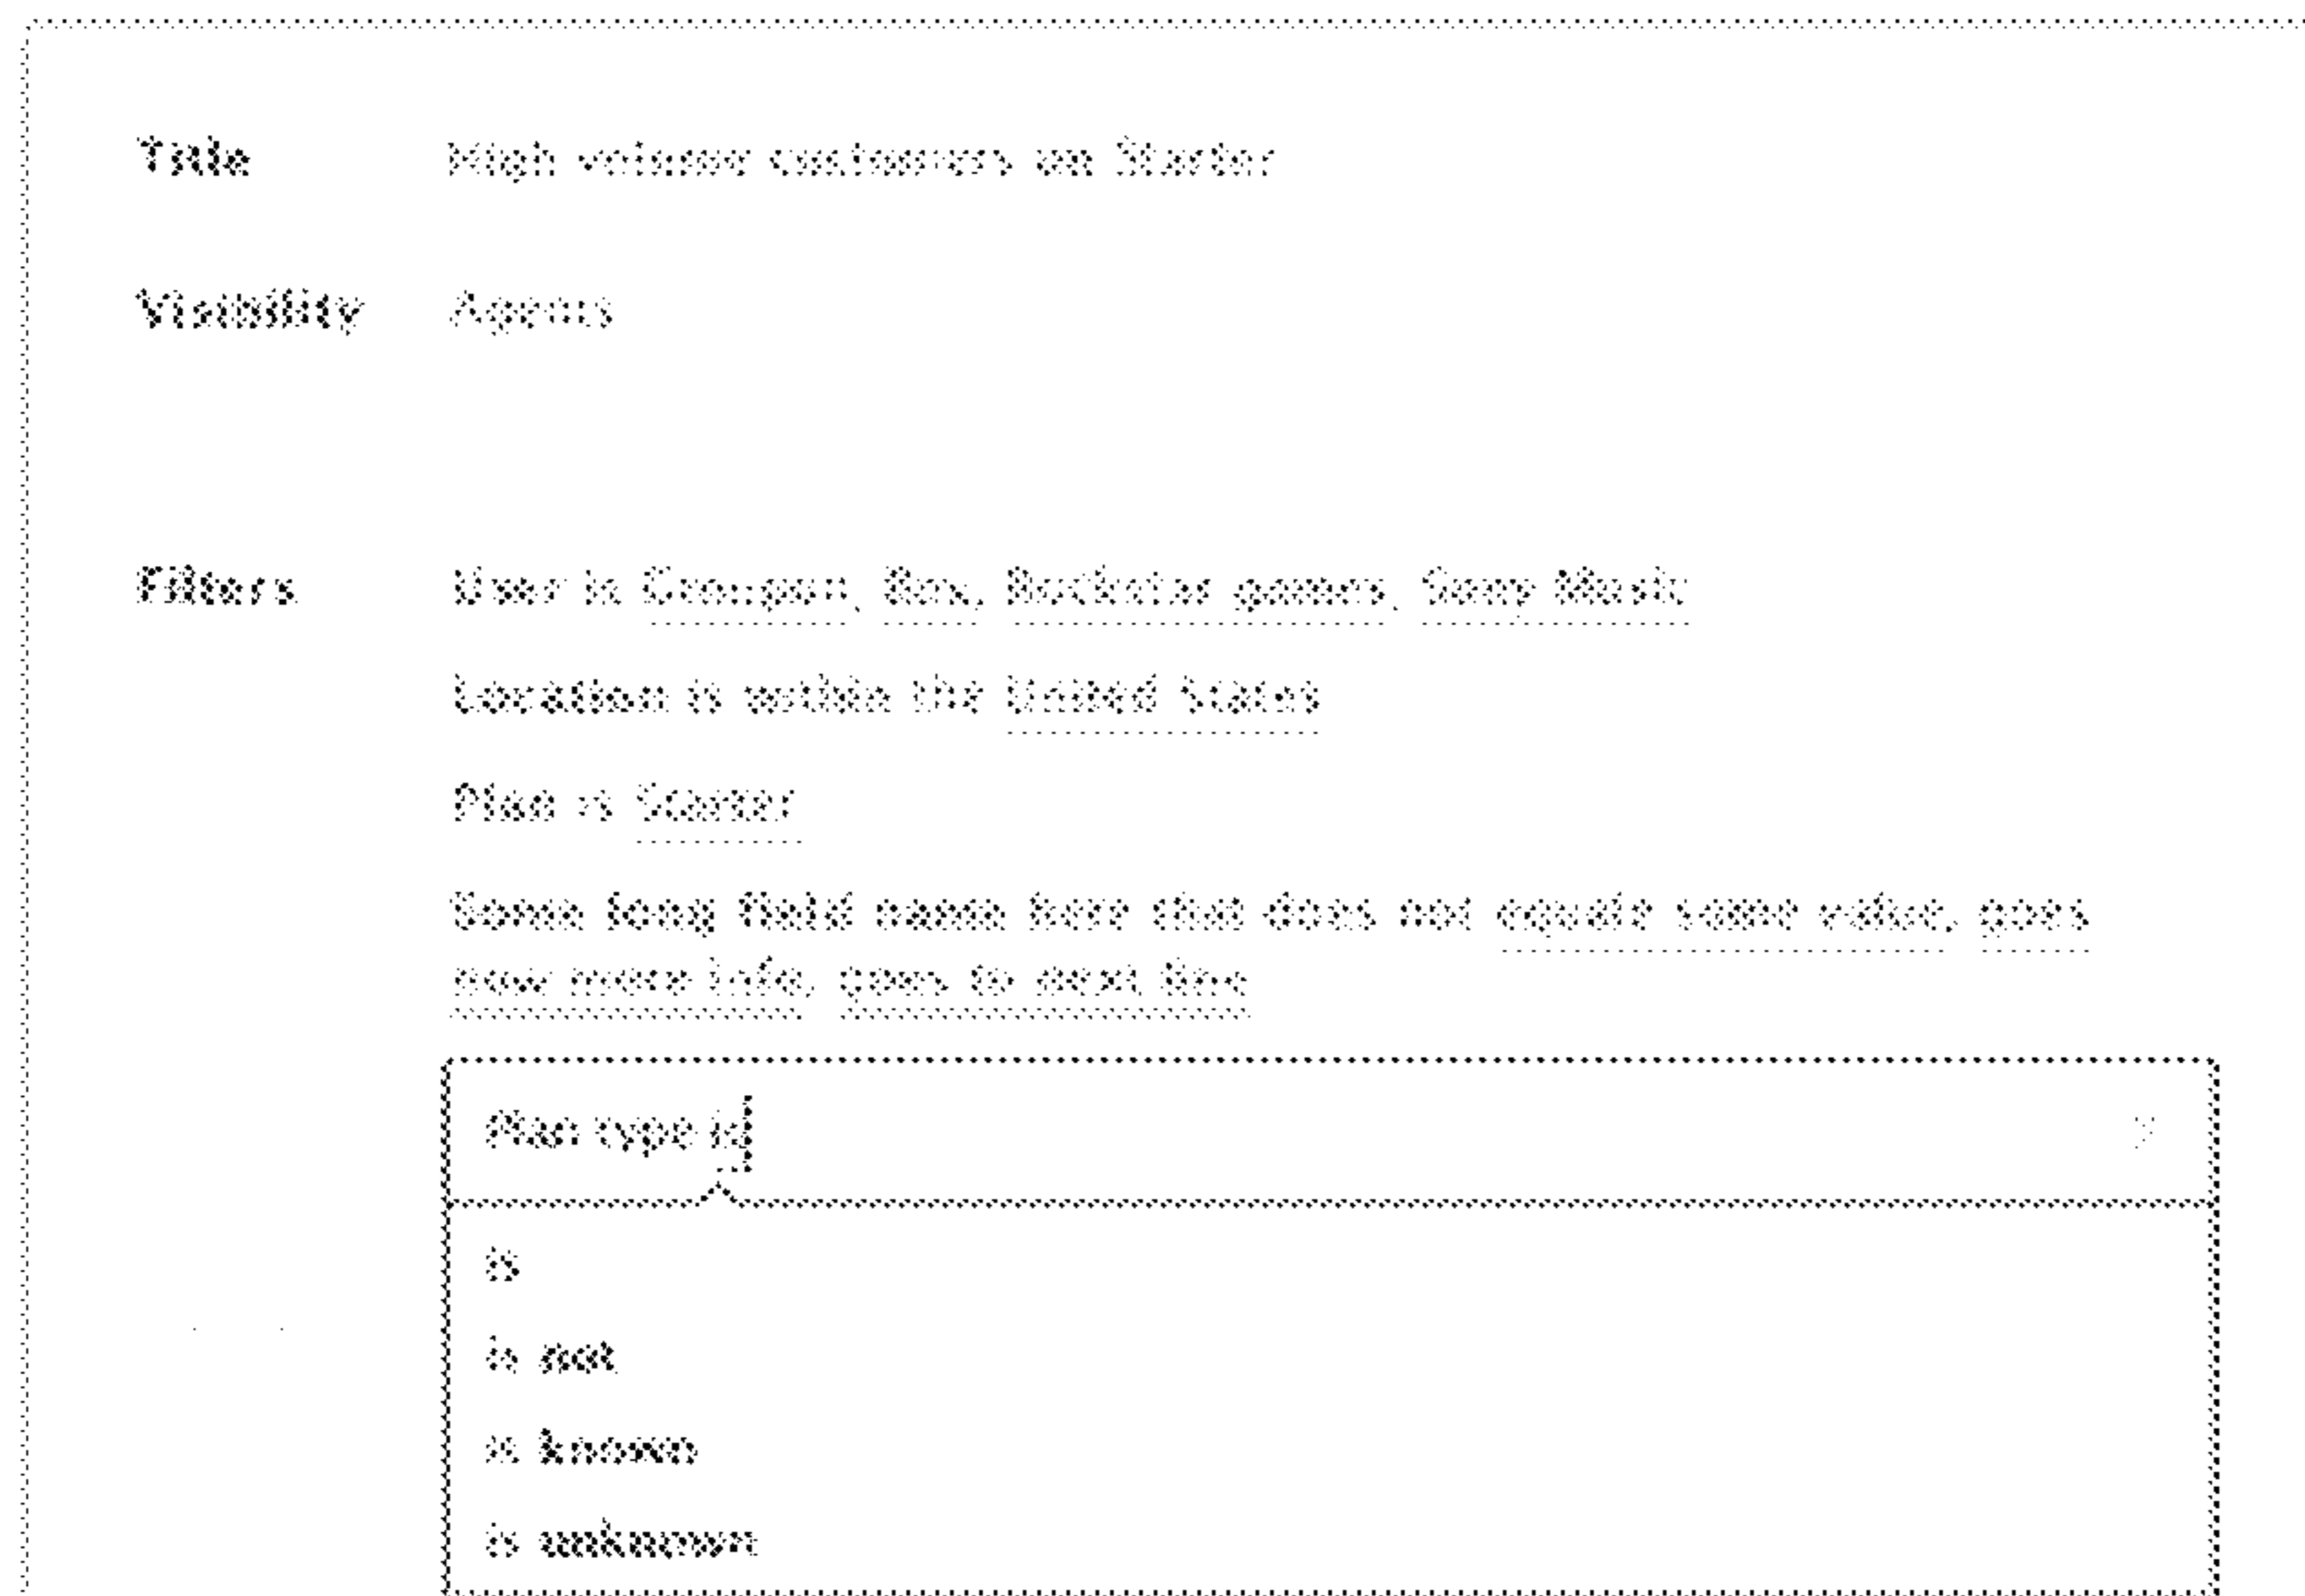 Title High volume customers on Starter
Visibility Agents
Filters User is Groupon, Box, Rockstar games, Sony Music
Location is within the United States
Plan is Starter
Some long field name here that does not equals some value, goes
now more info, goes to next line
Plan type is
is
is not
is known
is unknown